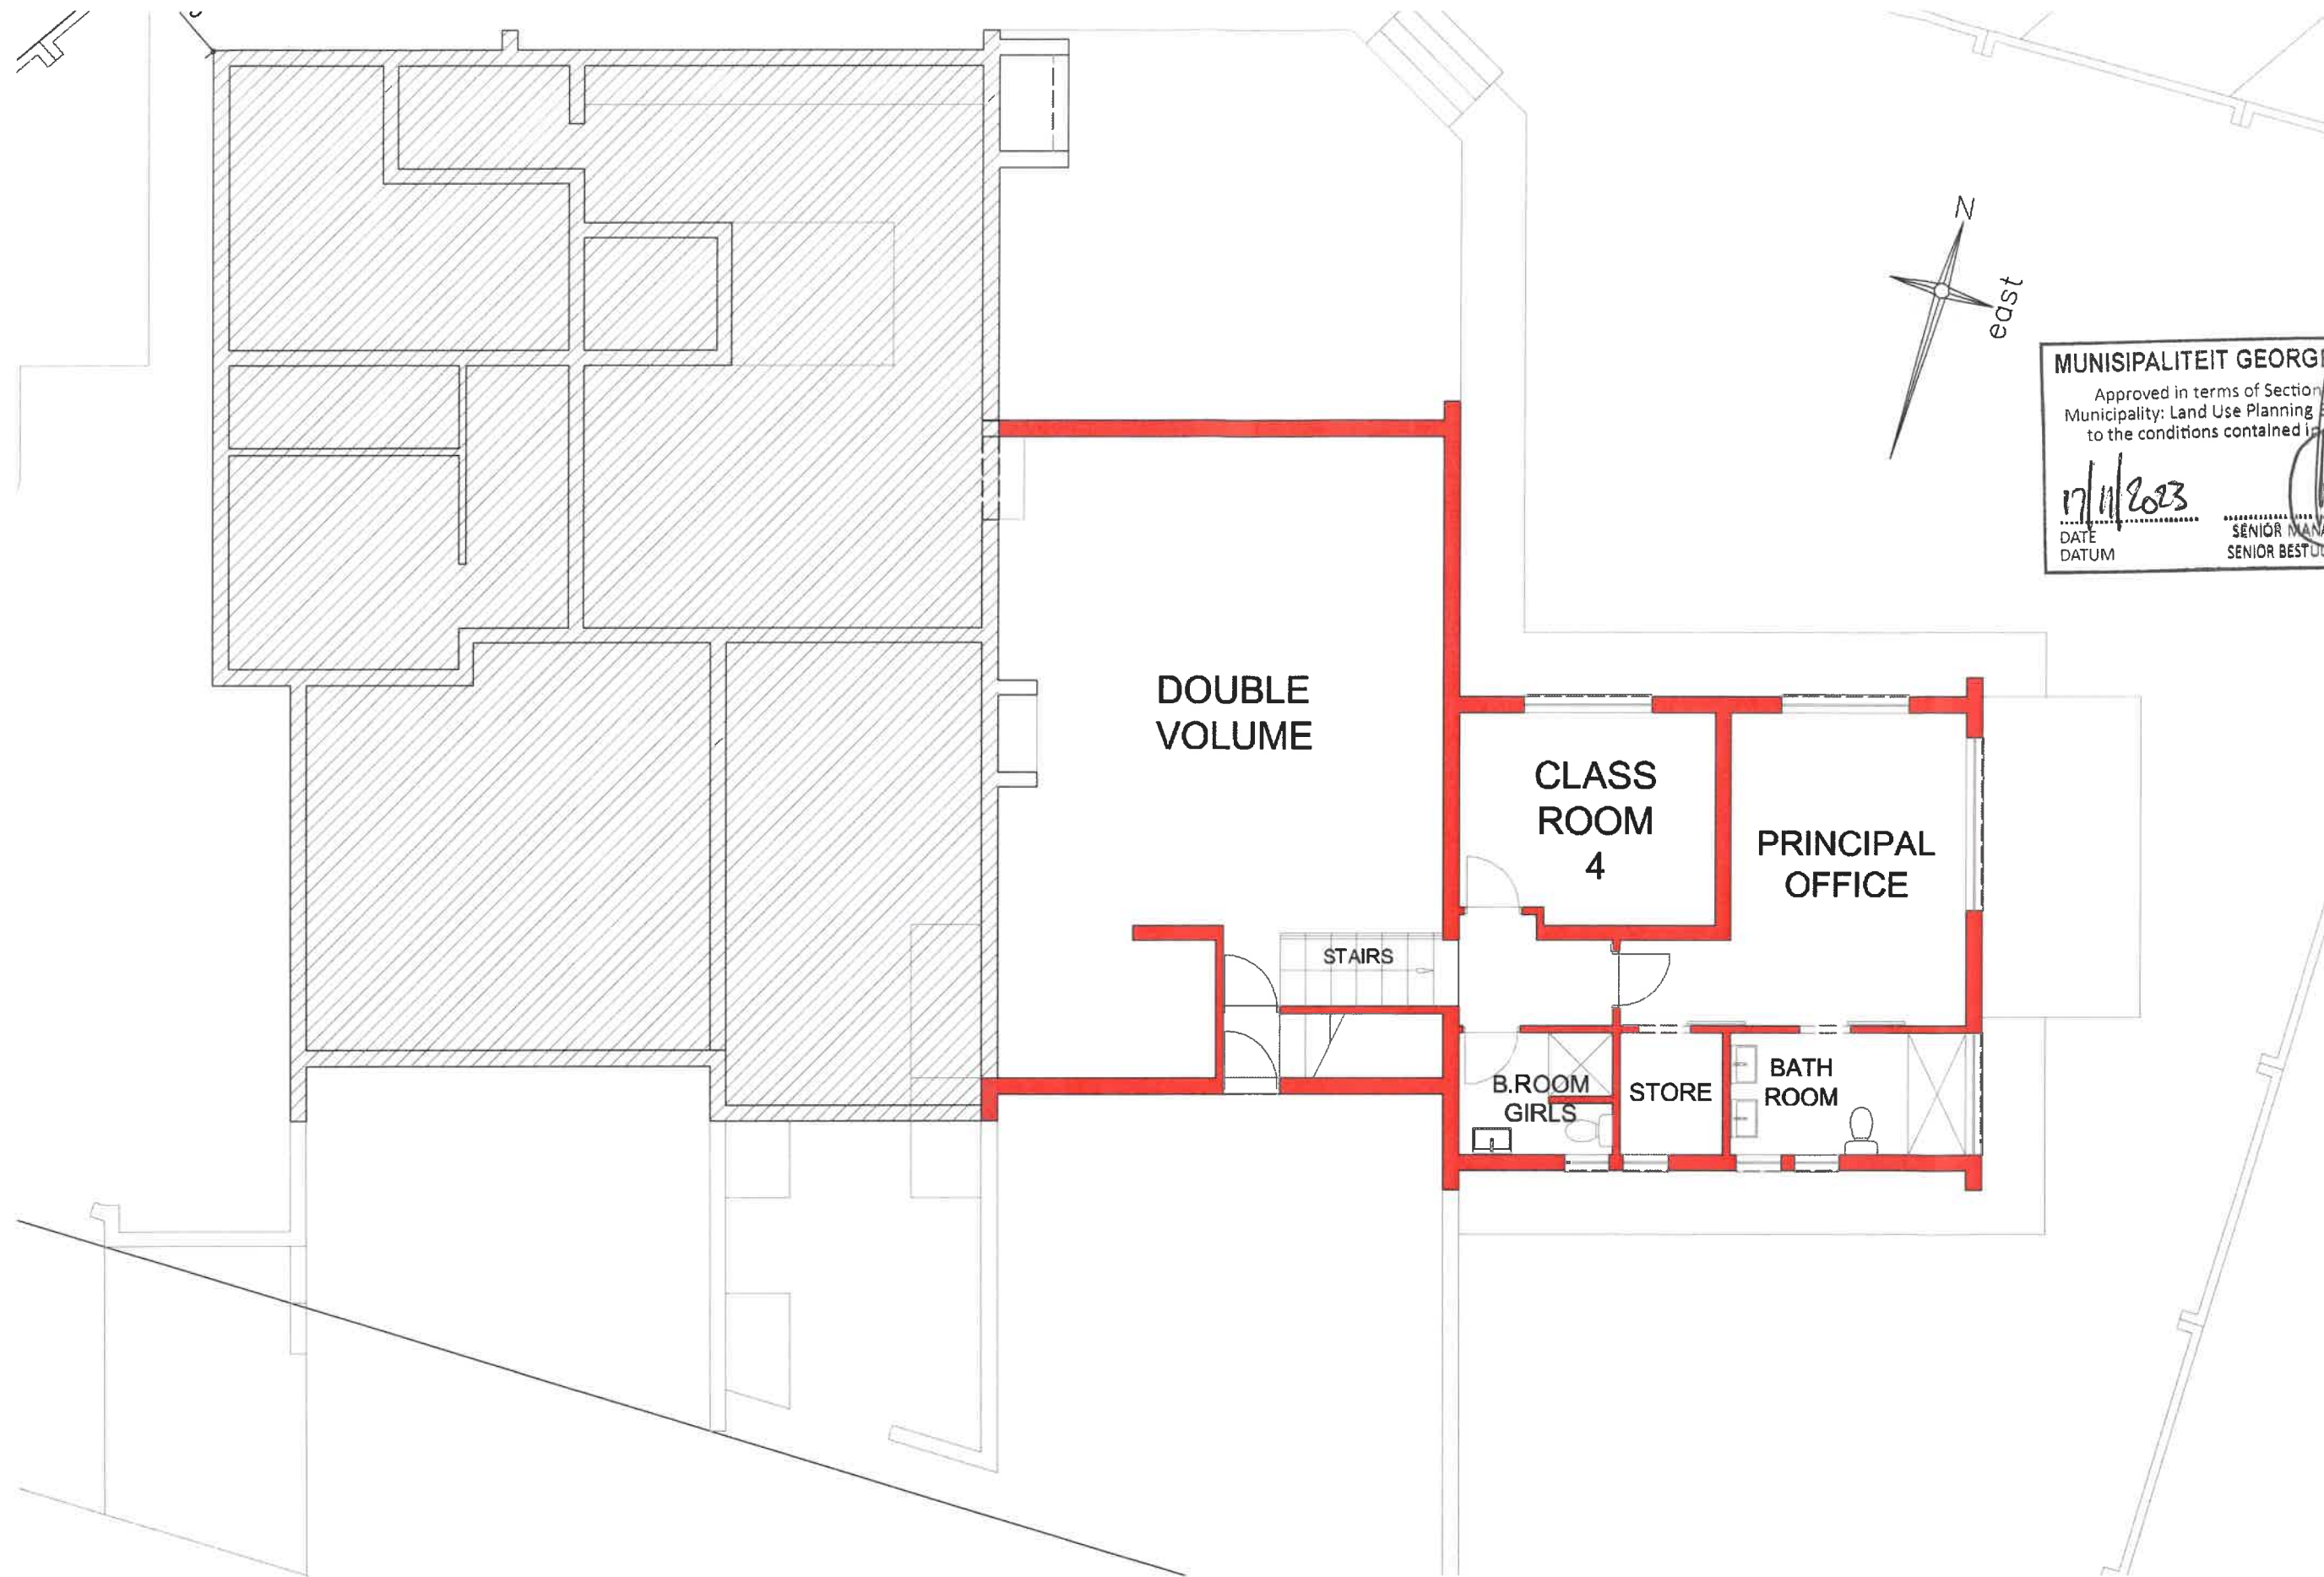 N
east
MUNISIPALITEIT GEORG
Approved in terms of Section
Municipality: Land Use Planning
to the conditions contained in
17/11/2023
DATE
DATUM
SENIOR
SENIOR
DOUBLE
VOLUME
CLASS
ROOM
4
PRINCIPAL
OFFICE
STAIRS
B.ROOM
GIRLS
STORE
BATH
ROOM